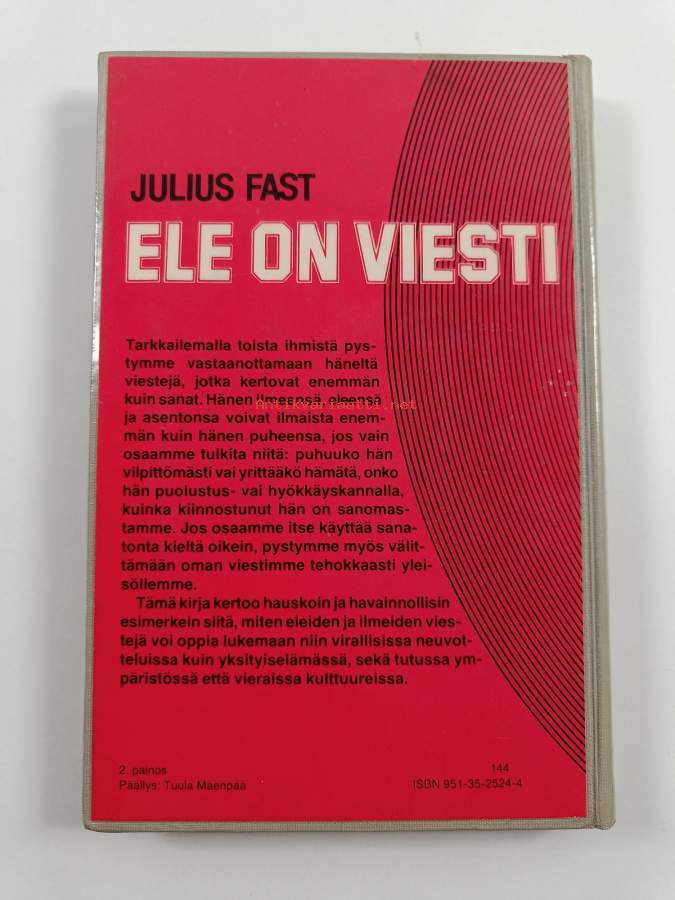 JULIUS FAST
ELE ON VIESTI
Tarkkailemalla toista ihmistä pys-
tymme vastaanottamaan häneltä
viestejä, jotka kertovat enemmän
kuin sanat. Hänen ilmeensä, eleensä
Antikvariaatti.net
ja asentonsa voivat ilmaista enem-
män kuin hänen puheensa, jos vain
osaamme tulkita niitä: puhuuko hän
vilpittömästi vai yrittääkö hämätä, onko
hän puolustus- vai hyökkäyskannalla,
kuinka kiinnostunut hän on sanomas-
tamme. Jos osaamme itse käyttää sana-
tonta kieltä oikein, pystymme myös välit-
tämään oman viestimme tehokkaasti ylei-
söllemme.
Tämä kirja kertoo hauskoin ja havainnollisin
esimerkein siitä, miten eleiden ja ilmeiden vies-
tejä voi oppia lukemaan niin virallisissa neuvot-
teluissa kuin yksityiselämässä, sekä tutussa ym-
päristössä että vieraissa kulttuureissa.
2. painos 144
Päällys: Tuula Mäenpää ISBN 951-35-2524-4